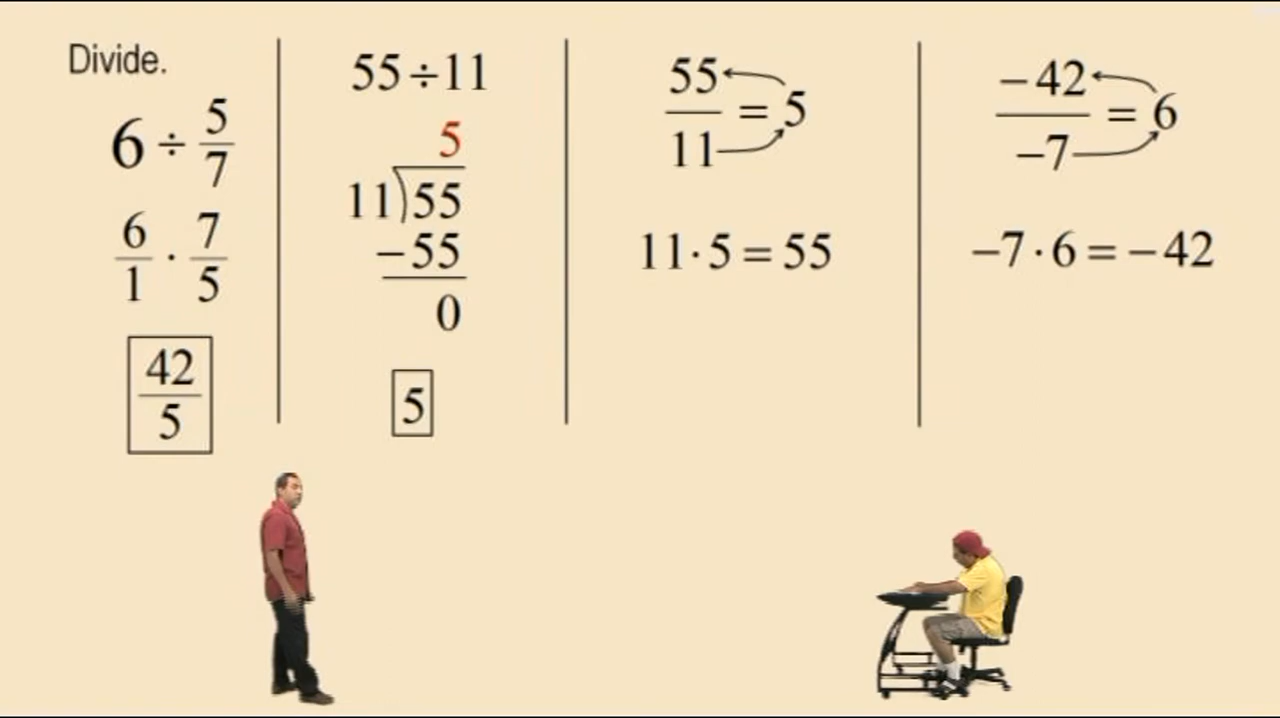 Divide.
6 ÷ 5/7
6/1 · 7/5
42/5
55 ÷ 11
5
11)55
−55
0
5
55/11 = 5
11 · 5 = 55
−42/−7 = 6
−7 · 6 = −42